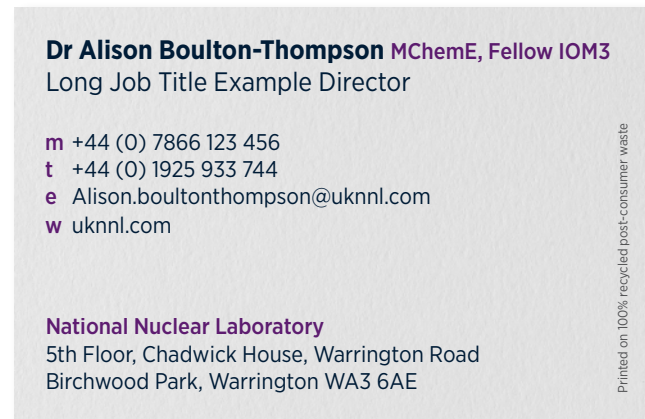 Dr Alison Boulton-Thompson MChemE, Fellow IOM3
Long Job Title Example Director
m +44 (0) 7866 123 456
t +44 (0) 1925 933 744
e Alison.boultonthompson@uknnl.com
w uknnl.com
National Nuclear Laboratory
5th Floor, Chadwick House, Warrington Road
Birchwood Park, Warrington WA3 6AE
Printed on 100% recycled post-consumer waste